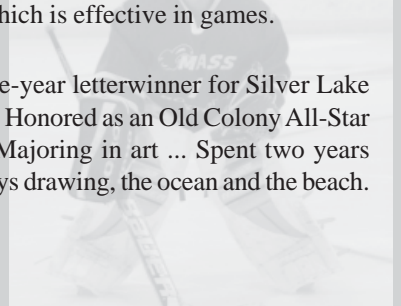 hich is effective in games.
e-year letterwinner for Silver Lake
Honored as an Old Colony All-Star
Majoring in art ... Spent two years
ys drawing, the ocean and the beach.
MASS